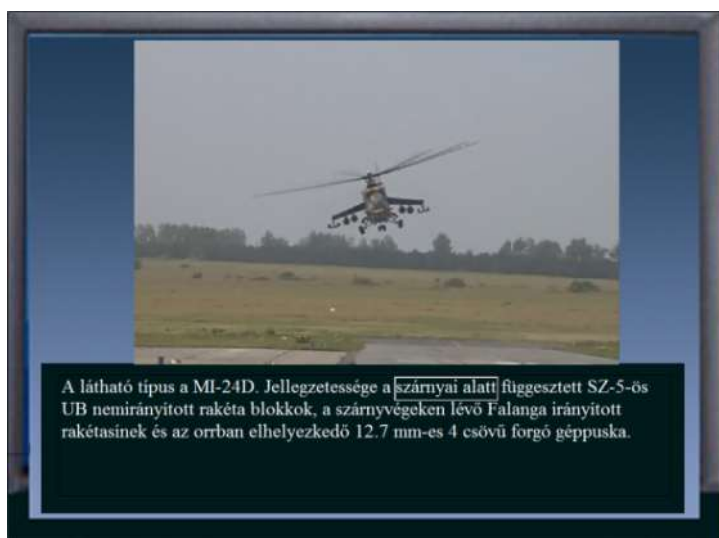 A látható típus a MI-24D. Jellegzetessége a szárnyai alatt függesztett SZ-5-ös
UB nemirányított rakéta blokkok, a szárnyvégeken lévő Falanga irányított
rakétasínek és az orrban elhelyezkedő 12.7 mm-es 4 csövű forgó géppuska.